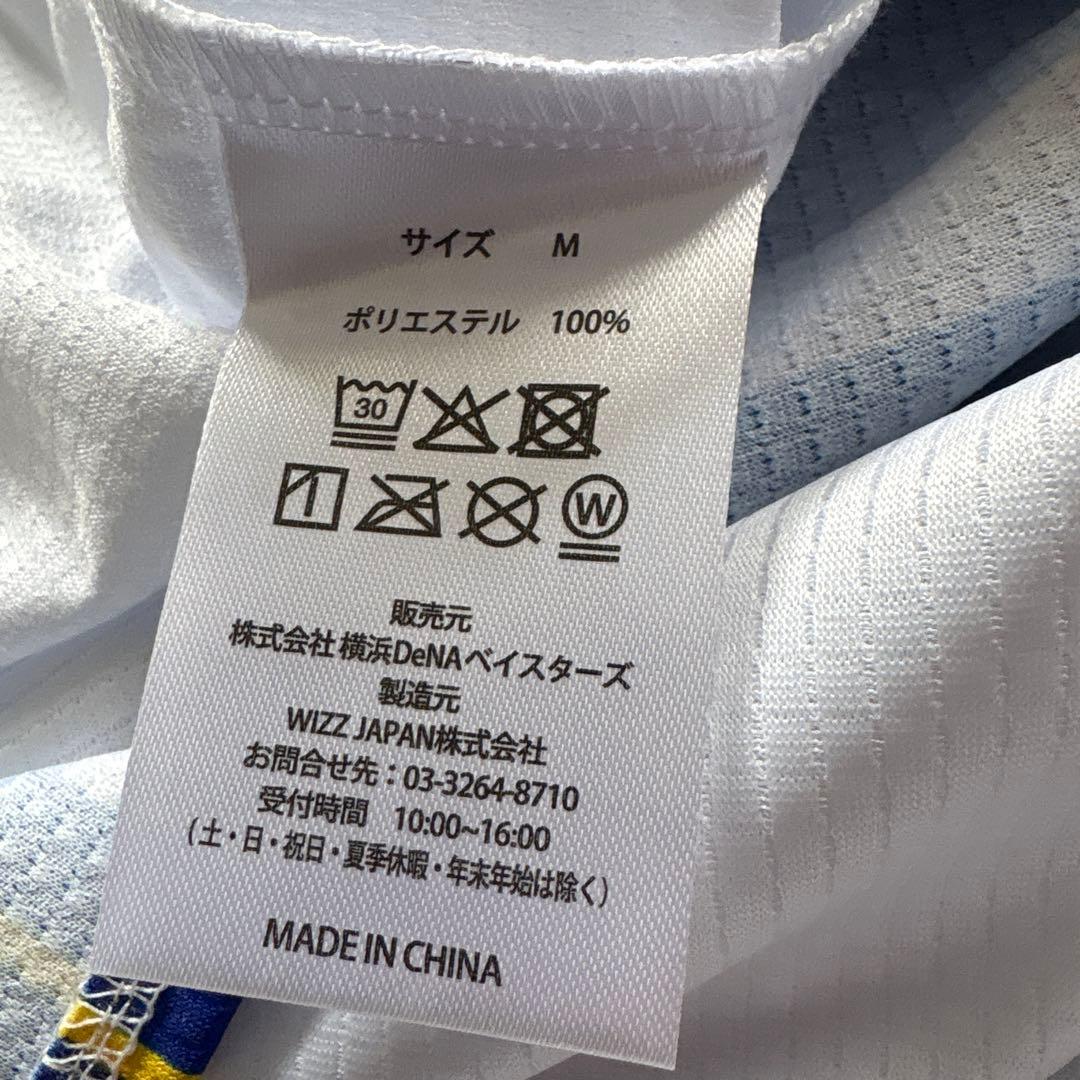 サイズ M
ポリエステル 100%
30
W
販売元
株式会社 横浜DeNAベイスターズ
製造元
WIZZ JAPAN株式会社
お問合せ先：03-3264-8710
受付時間 10:00~16:00
(土・日・祝日・夏季休暇・年末年始は除く)
MADE IN CHINA